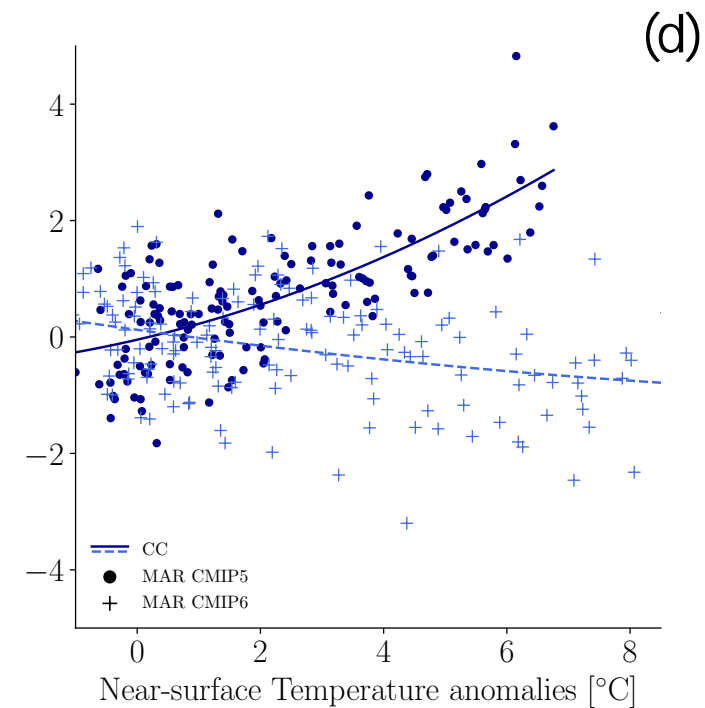 (d)
4
2
0
−2
−4
CC
MAR CMIP5
MAR CMIP6
0 2 4 6 8
Near-surface Temperature anomalies [°C]